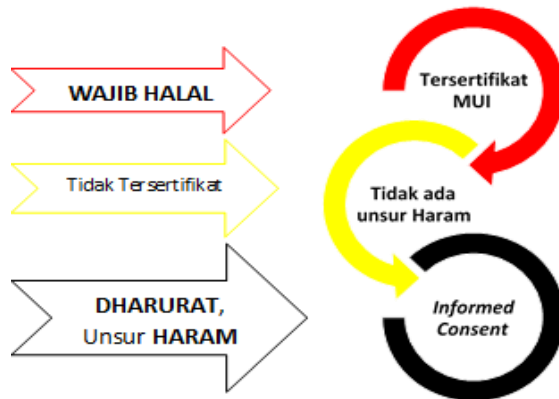 WAJIB HALAL
Tersertifikat
MUI
Tidak Tersertifikat
Tidak ada
unsur Haram
DHARURAT,
Unsur HARAM
Informed
Consent